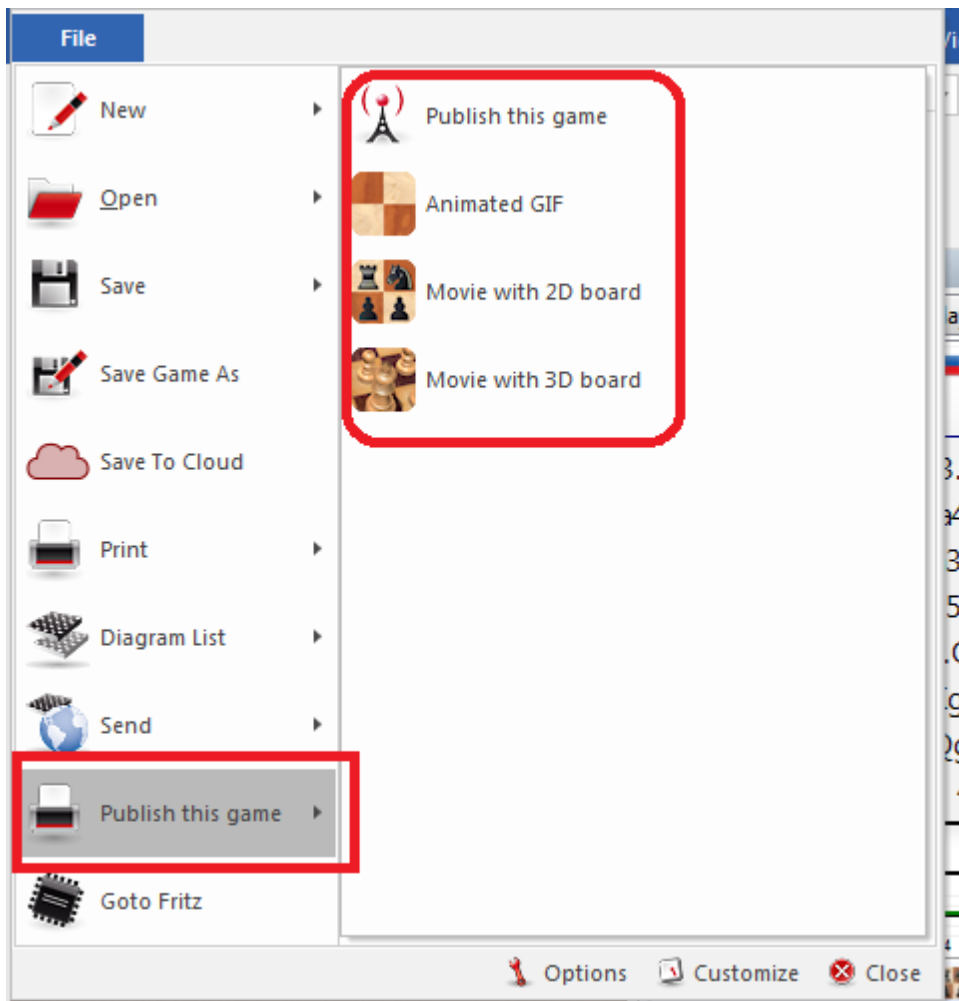 File
New
Open
Save
Save Game As
Save To Cloud
Print
Diagram List
Send
Publish this game
Goto Fritz
Publish this game
Animated GIF
Movie with 2D board
Movie with 3D board
Options
Customize
Close